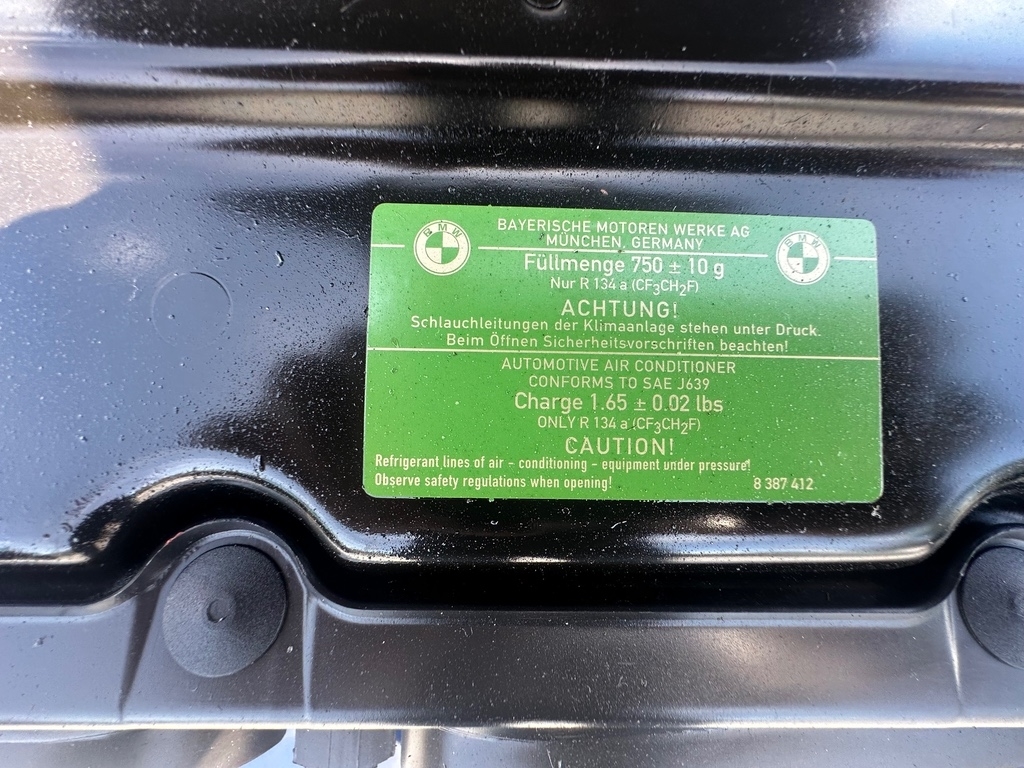 BMW
BMW
BAYERISCHE MOTOREN WERKE AG
MÜNCHEN, GERMANY
Füllmenge 750 ± 10 g
Nur R 134 a (CF₃CH₂F)
ACHTUNG!
Schlauchleitungen der Klimaanlage stehen unter Druck.
Beim Öffnen Sicherheitsvorschriften beachten!
AUTOMOTIVE AIR CONDITIONER
CONFORMS TO SAE J639
Charge 1.65 ± 0.02 lbs
ONLY R 134 a (CF₃CH₂F)
CAUTION!
Refrigerant lines of air - conditioning - equipment under pressure!
Observe safety regulations when opening! 8 387 412